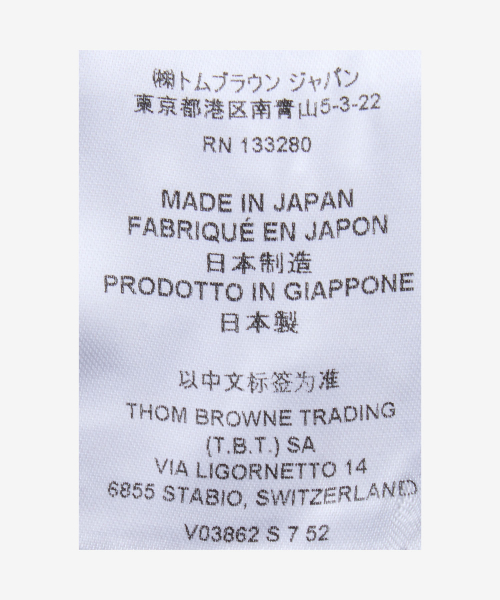 ㈱トムブラウン ジャパン
東京都港区南青山5-3-22
RN 133280
MADE IN JAPAN
FABRIQUÉ EN JAPON
日本制造
PRODOTTO IN GIAPPONE
日本製
以中文标签为准
THOM BROWNE TRADING
(T.B.T.) SA
VIA LIGORNETTO 14
6855 STABIO, SWITZERLAND
V03862 S 7 52